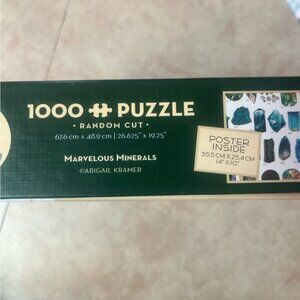 1000 PUZZLE
• RANDOM CUT •
67.6 cm x 48.9 cm | 26.625" x 19.25"
MARVELOUS MINERALS
©ABIGAIL KRAMER
POSTER
INSIDE
35.5 CM X 25.4 CM
14" X 10"